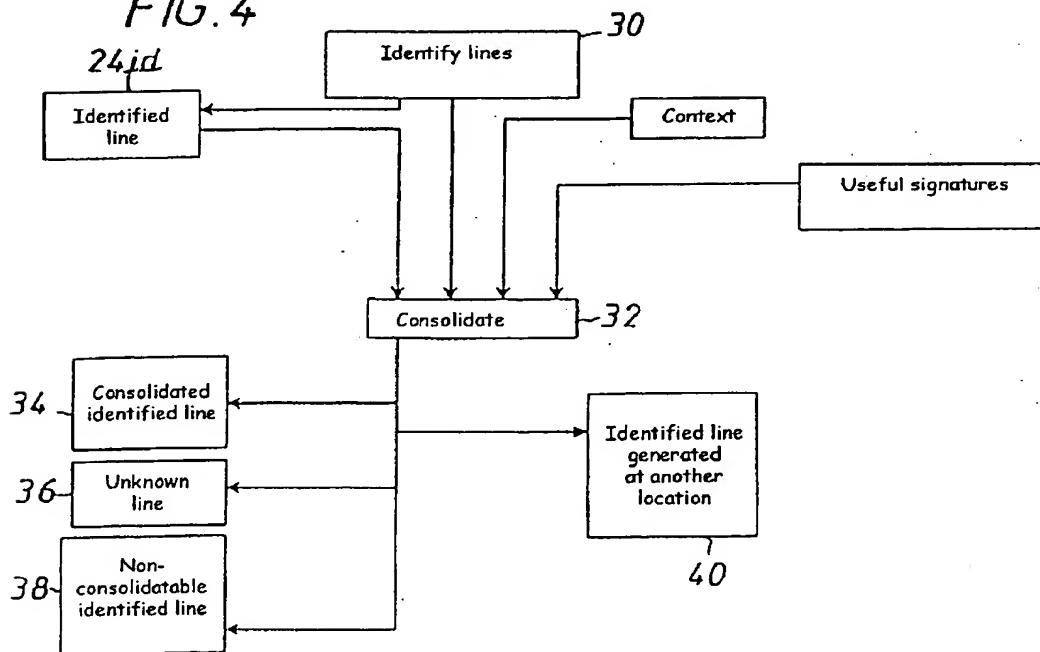 FIG. 4
30
Identify lines
24id
Identified
line
Context
Useful signatures
Consolidate
32
34
Consolidated
identified line
36
Unknown
line
38
Non-
consolidatable
identified line
Identified line
generated
at another
location
40